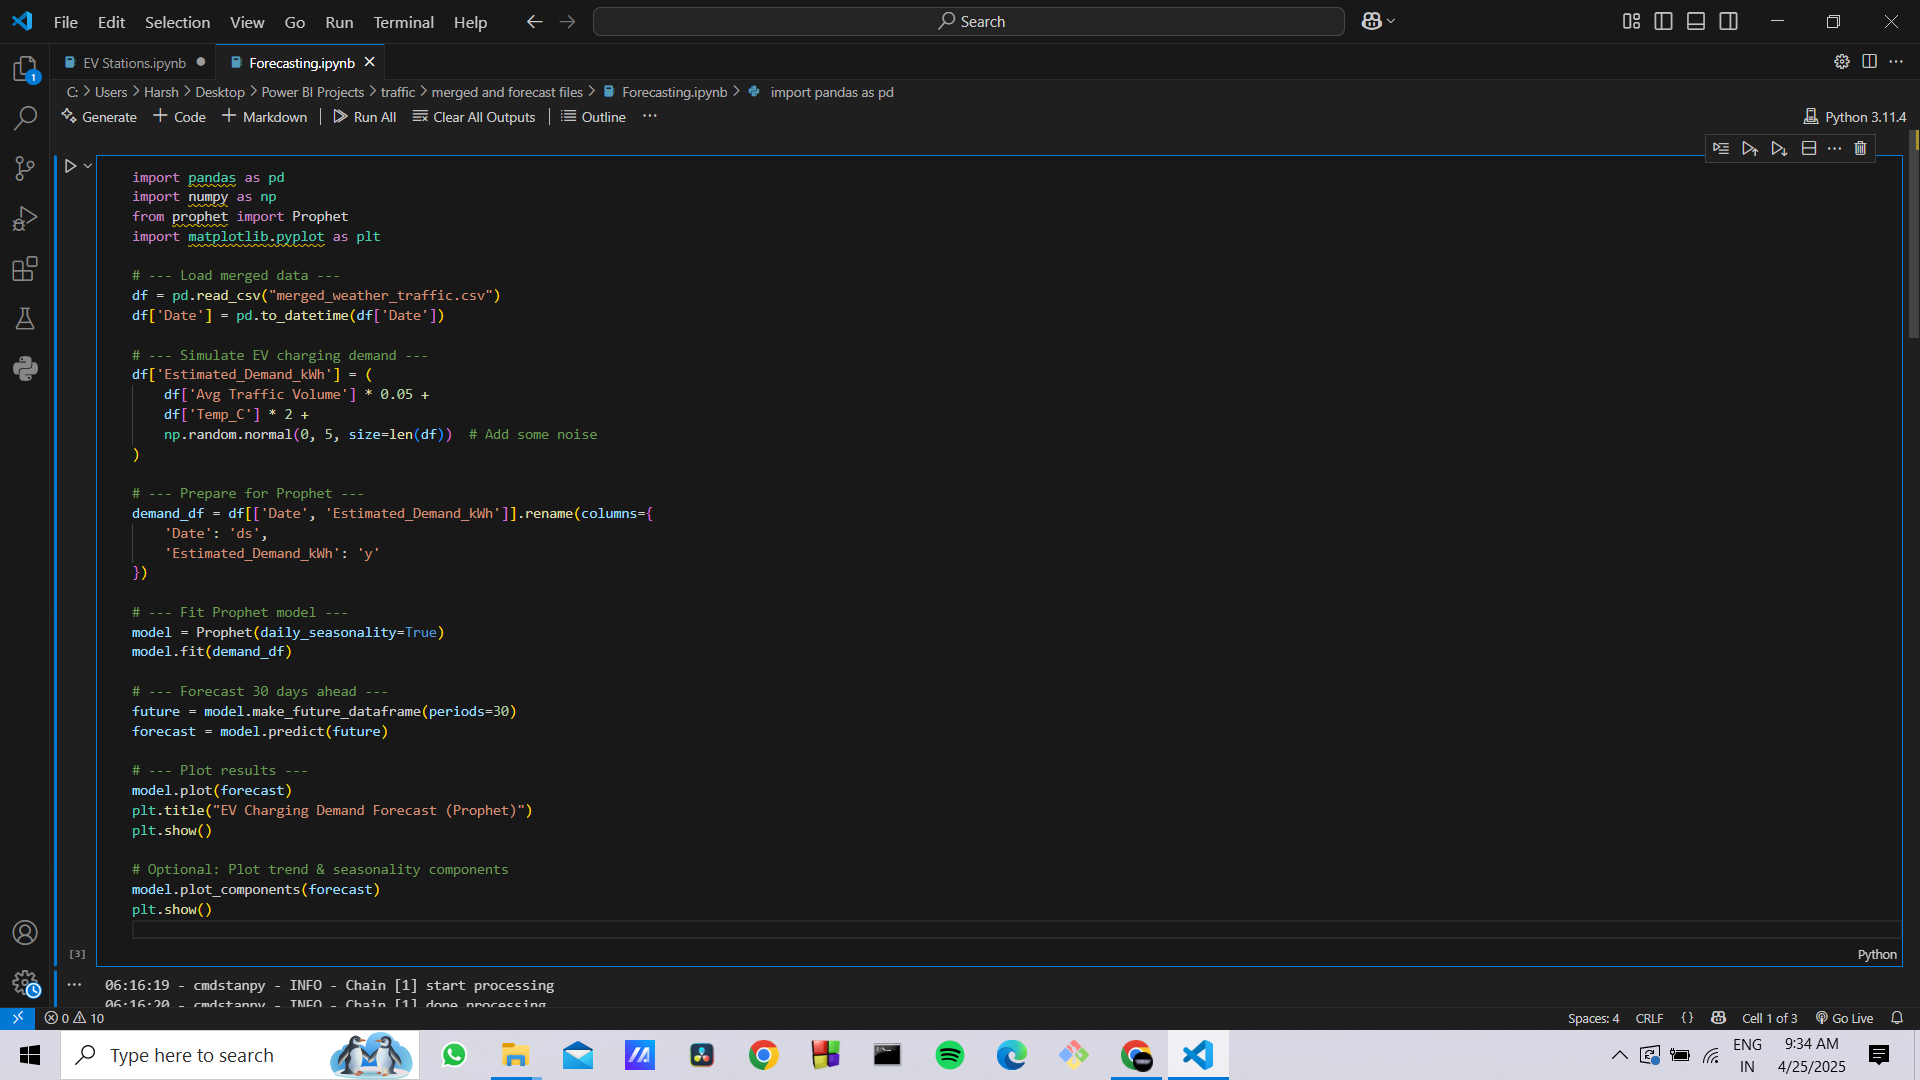 File Edit Selection View Go Run Terminal Help
Search
EV Stations.ipynb
Forecasting.ipynb
C: > Users > Harsh > Desktop > Power BI Projects > traffic > merged and forecast files > Forecasting.ipynb > import pandas as pd
Generate + Code + Markdown Run All Clear All Outputs Outline ...
Python 3.11.4
import pandas as pd
import numpy as np
from prophet import Prophet
import matplotlib.pyplot as plt
# --- Load merged data ---
df = pd.read_csv("merged_weather_traffic.csv")
df['Date'] = pd.to_datetime(df['Date'])
# --- Simulate EV charging demand ---
df['Estimated_Demand_kWh'] = (
    df['Avg Traffic Volume'] * 0.05 +
    df['Temp_C'] * 2 +
    np.random.normal(0, 5, size=len(df))  # Add some noise
)
# --- Prepare for Prophet ---
demand_df = df[['Date', 'Estimated_Demand_kWh']].rename(columns={
    'Date': 'ds',
    'Estimated_Demand_kWh': 'y'
})
# --- Fit Prophet model ---
model = Prophet(daily_seasonality=True)
model.fit(demand_df)
# --- Forecast 30 days ahead ---
future = model.make_future_dataframe(periods=30)
forecast = model.predict(future)
# --- Plot results ---
model.plot(forecast)
plt.title("EV Charging Demand Forecast (Prophet)")
plt.show()
# Optional: Plot trend & seasonality components
model.plot_components(forecast)
plt.show()
[3]
Python
... 06:16:19 - cmdstanpy - INFO - Chain [1] start processing
06:16:20 - cmdstanpy - INFO - Chain [1] done processing
0 10
Spaces: 4 CRLF {} Cell 1 of 3 Go Live
Type here to search
ENG
IN
9:34 AM
4/25/2025